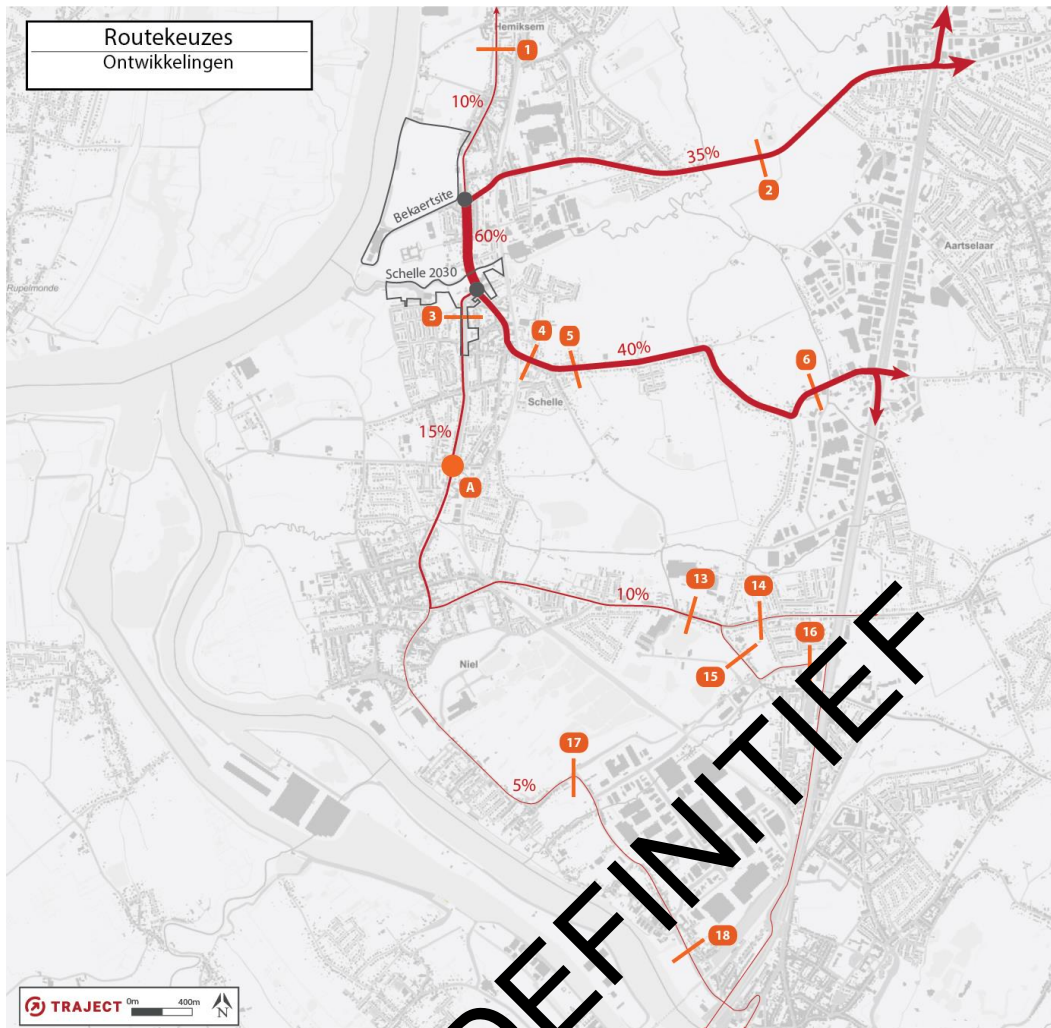 Routekeuzes
Ontwikkelingen
Hemiksem
1
10%
35%
2
Bekaertsite
60%
Aartselaar
Schelle 2030
Rupelmonde
3
4
5
40%
6
Schelle
15%
A
10%
13
14
15
16
Niel
17
5%
18
DEFINITIEF
TRAJECT
0m
400m
N